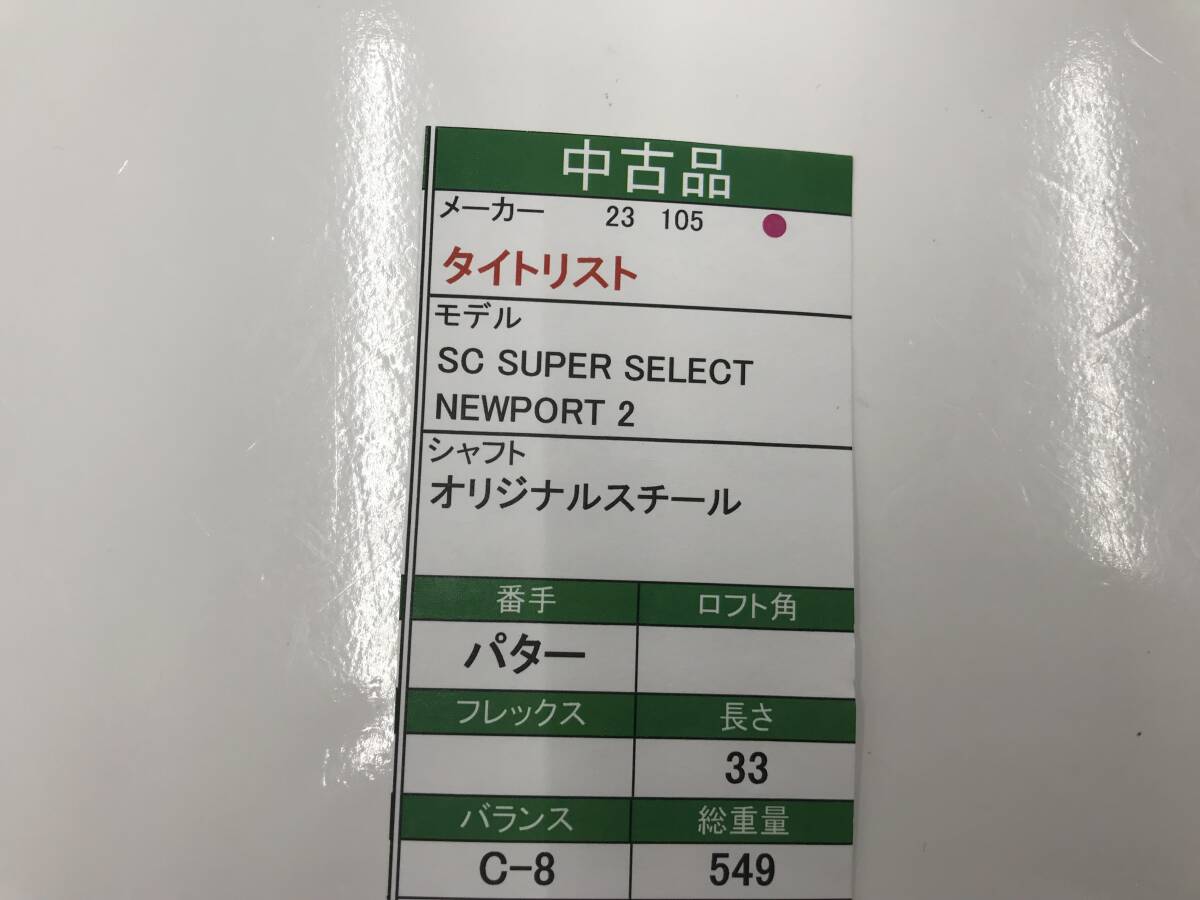 中古品
メーカー 23 105
タイトリスト
モデル
SC SUPER SELECT
NEWPORT 2
シャフト
オリジナルスチール
番手 ロフト角
パター
フレックス 長さ
33
バランス 総重量
C-8 549